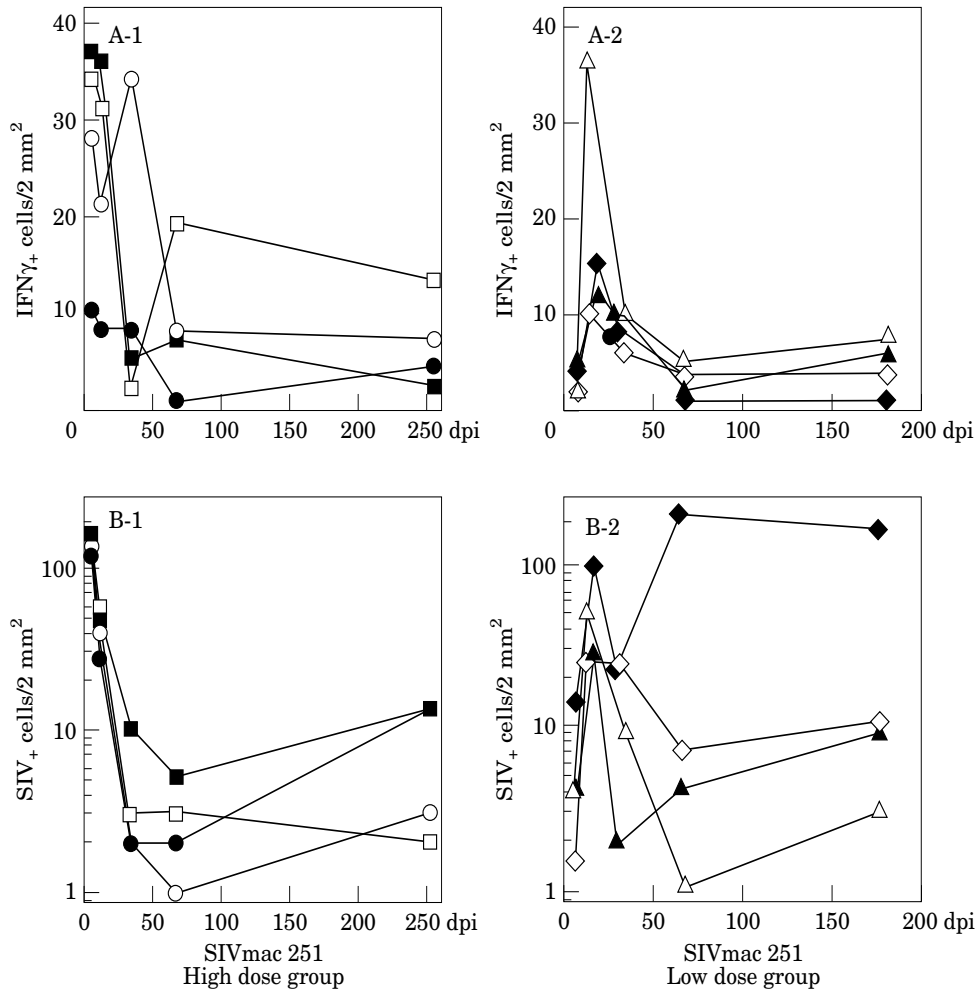 A-1
40
30
20
10
IFNγ+ cells/2 mm²
0 50 100 150 200 250 dpi
A-2
40
30
20
10
IFNγ+ cells/2 mm²
0 50 100 150 200 dpi
B-1
100
10
1
SIV+ cells/2 mm²
0 50 100 150 200 250 dpi
SIVmac 251
High dose group
B-2
100
10
1
SIV+ cells/2 mm²
0 50 100 150 200 dpi
SIVmac 251
Low dose group